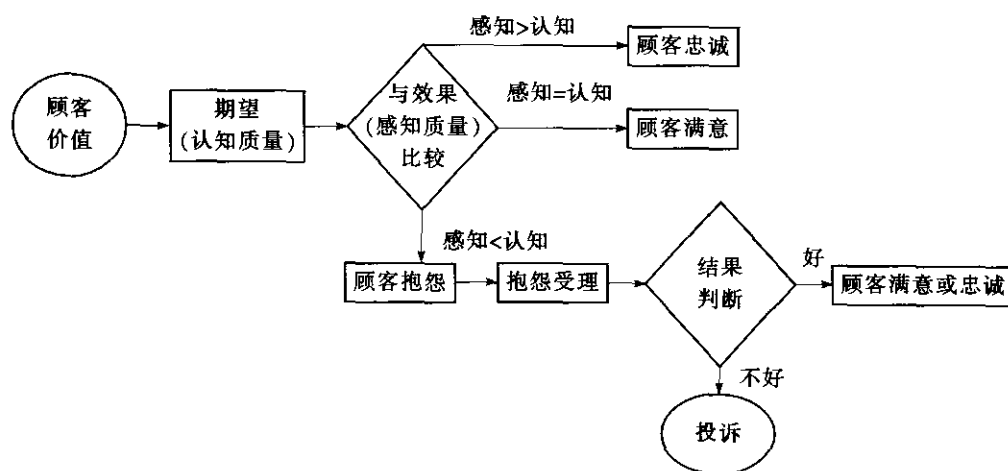 感知>认知
顾客忠诚
顾客
价值
期望
(认知质量)
与效果
(感知质量)
比较
感知=认知
顾客满意
感知<认知
顾客抱怨
抱怨受理
结果
判断
好
顾客满意或忠诚
不好
投诉